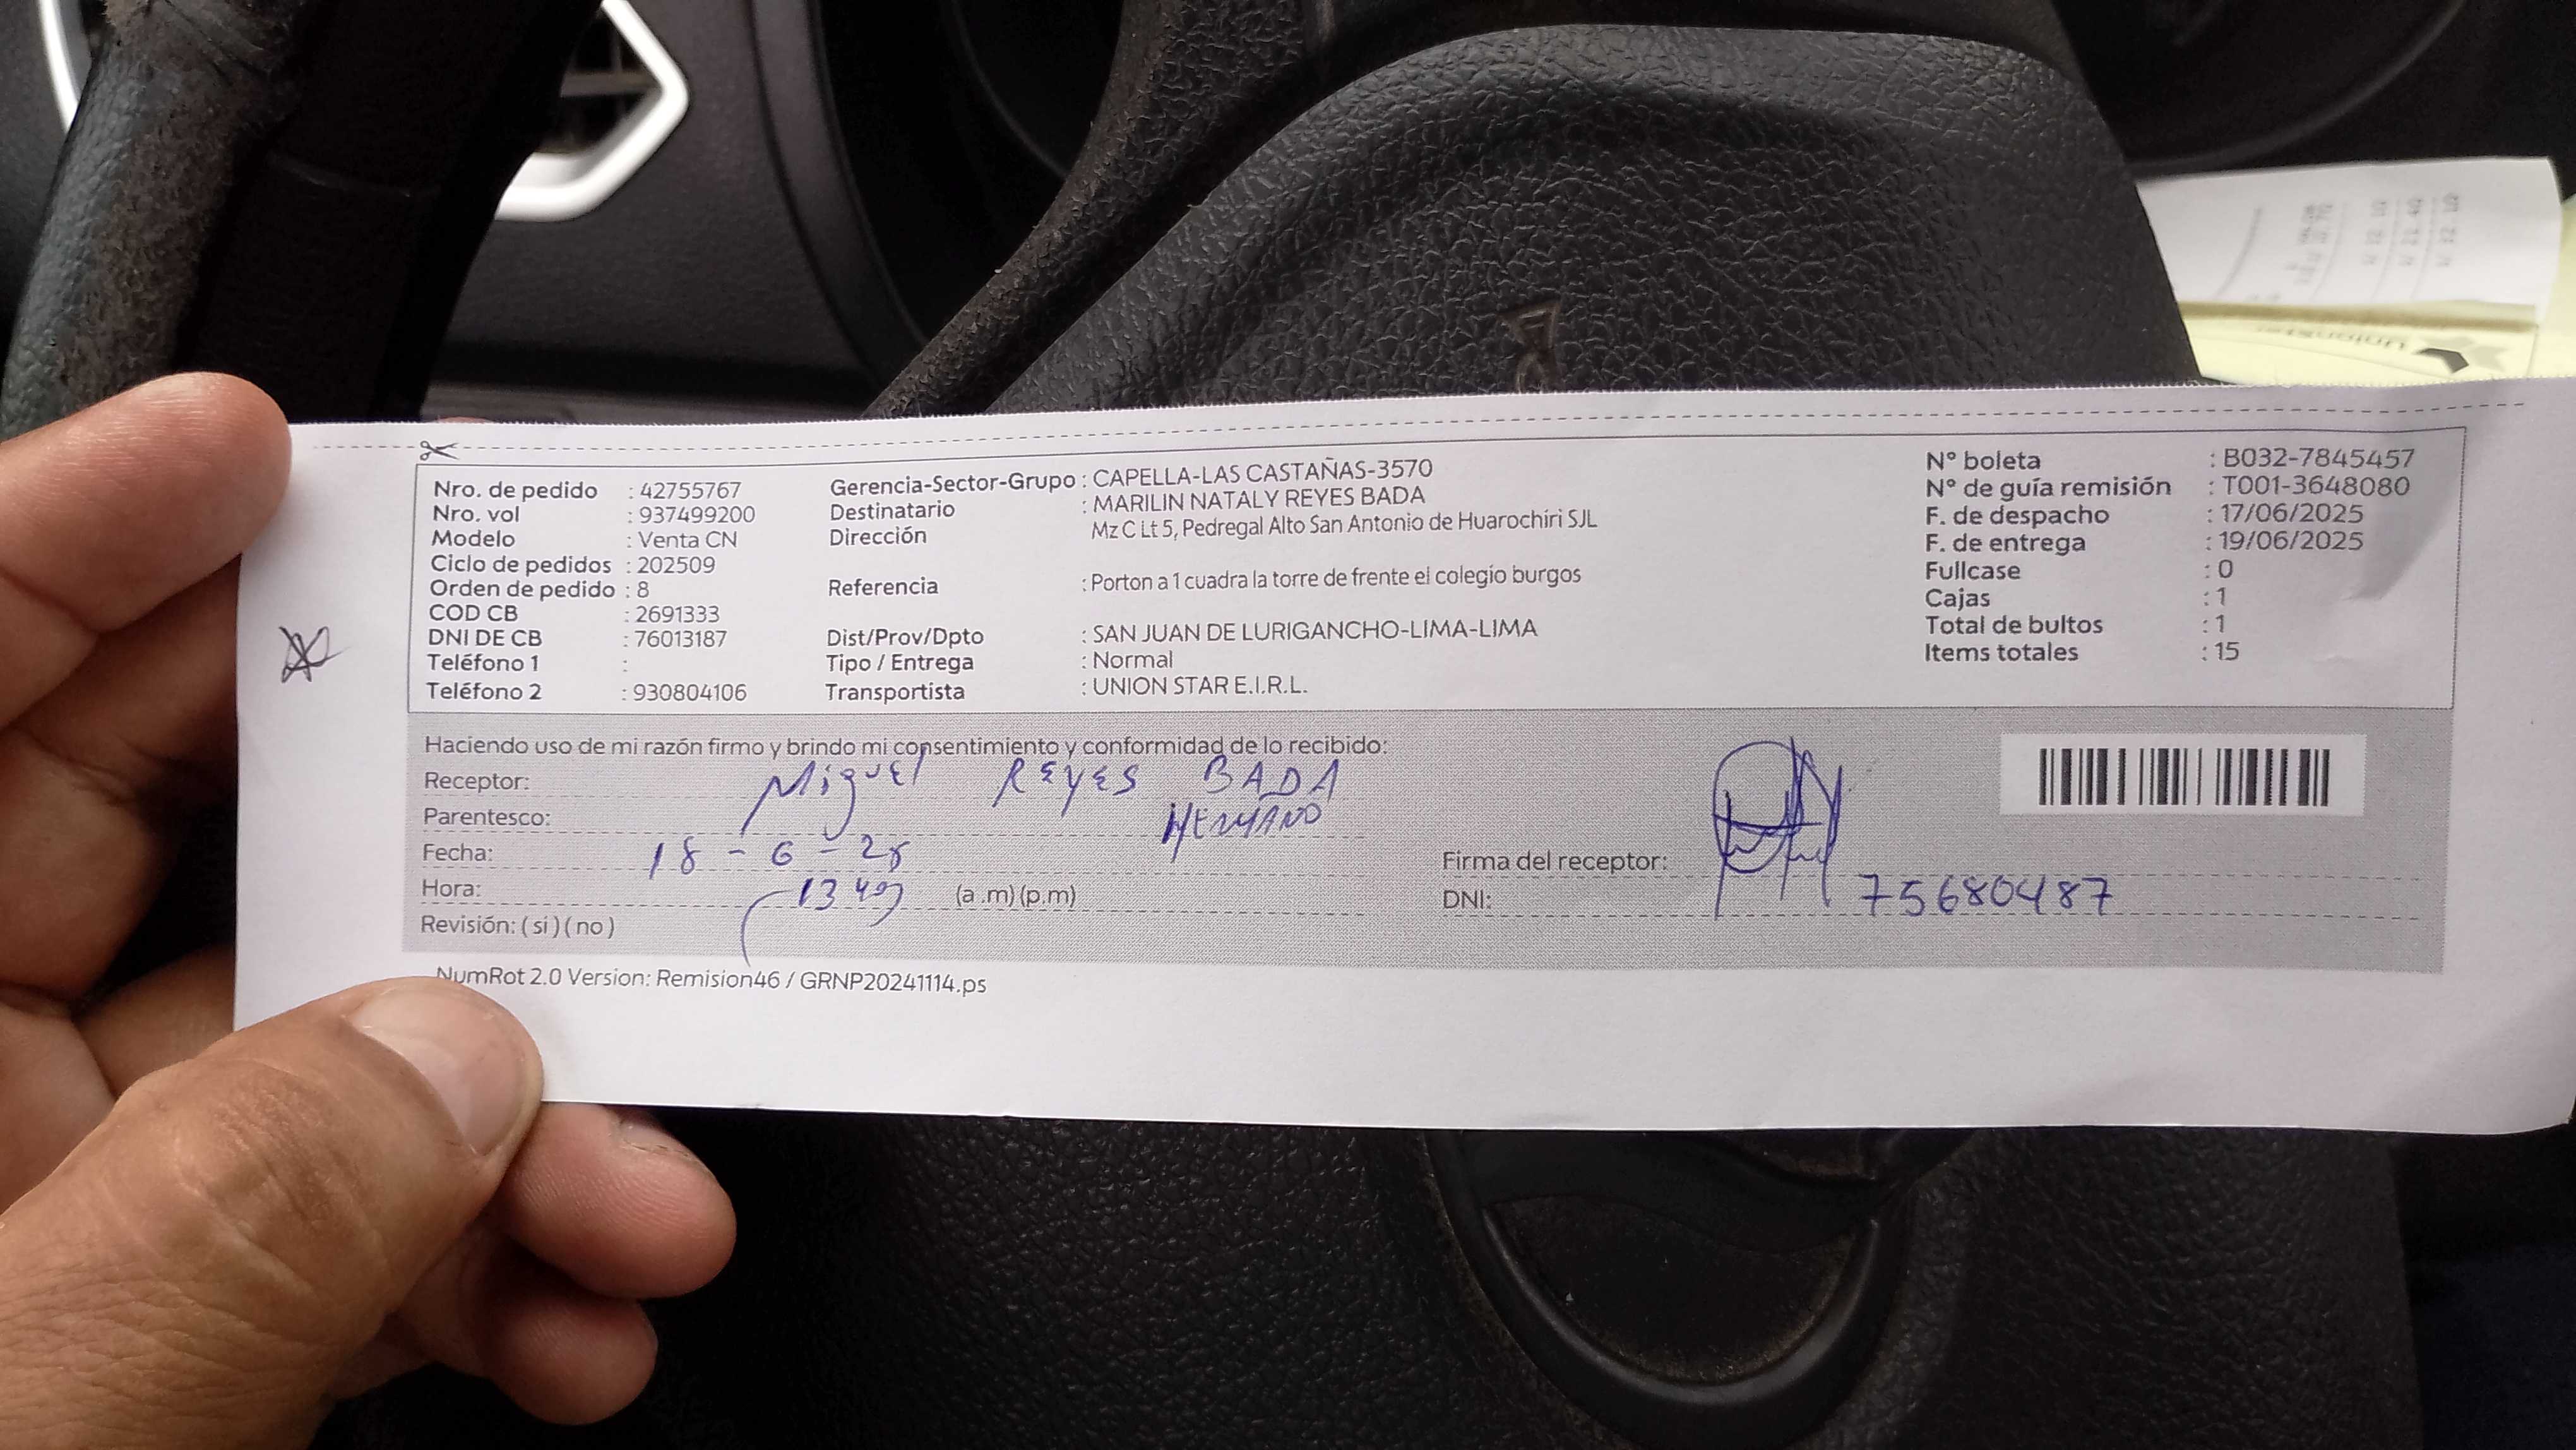 Nro. de pedido : 42755767
Nro. vol : 937499200
Modelo : Venta CN
Ciclo de pedidos : 202509
Orden de pedido : 8
COD CB : 2691333
DNI DE CB : 76013187
Teléfono 1 :
Teléfono 2 : 930804106
Gerencia-Sector-Grupo : CAPELLA-LAS CASTAÑAS-3570
Destinatario : MARILIN NATALY REYES BADA
Dirección Mz C Lt 5, Pedregal Alto San Antonio de Huarochiri SJL
Referencia : Porton a 1 cuadra la torre de frente el colegio burgos
Dist/Prov/Dpto : SAN JUAN DE LURIGANCHO-LIMA-LIMA
Tipo / Entrega : Normal
Transportista : UNION STAR E.I.R.L.
N° boleta : B032-7845457
N° de guía remisión : T001-3648080
F. de despacho : 17/06/2025
F. de entrega : 19/06/2025
Fullcase : 0
Cajas : 1
Total de bultos : 1
Items totales : 15
Haciendo uso de mi razón firmo y brindo mi consentimiento y conformidad de lo recibido:
Receptor: Miguel REYES BADA
Parentesco: HERMANO
Fecha: 18 - 6 - 25
Hora: (a.m) (p.m)
Revisión: (si) (no)
Firma del receptor:
DNI: 75680487
NumRot 2.0 Version: Remision46 / GRNP20241114.ps